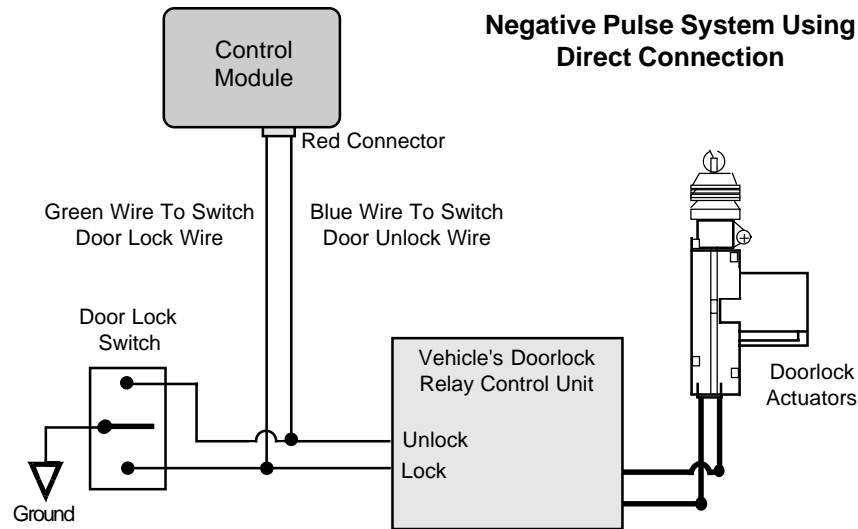 Negative Pulse System Using
Direct Connection
Control
Module
Red Connector
Green Wire To Switch
Door Lock Wire
Blue Wire To Switch
Door Unlock Wire
Door Lock
Switch
Vehicle's Doorlock
Relay Control Unit
Unlock
Lock
Doorlock
Actuators
Ground